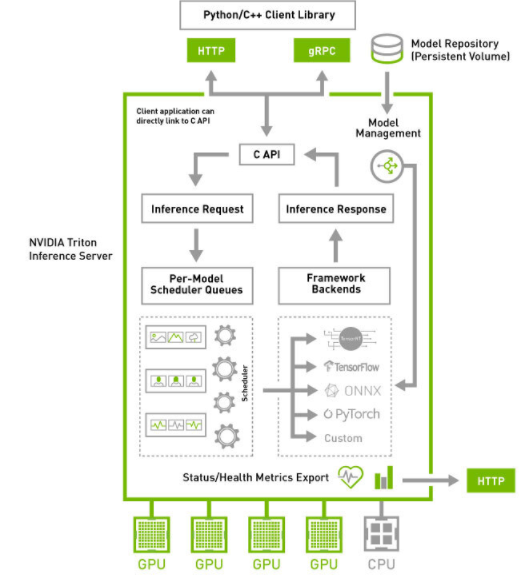 Python/C++ Client Library
HTTP
gRPC
Model Repository
(Persistent Volume)
Client application can
directly link to C API
Model
Management
C API
Inference Request
Inference Response
NVIDIA Triton
Inference Server
Per-Model
Scheduler Queues
Framework
Backends
Scheduler
TensorFlow
ONNX
PyTorch
Custom
Status/Health Metrics Export
HTTP
GPU
GPU
GPU
GPU
CPU